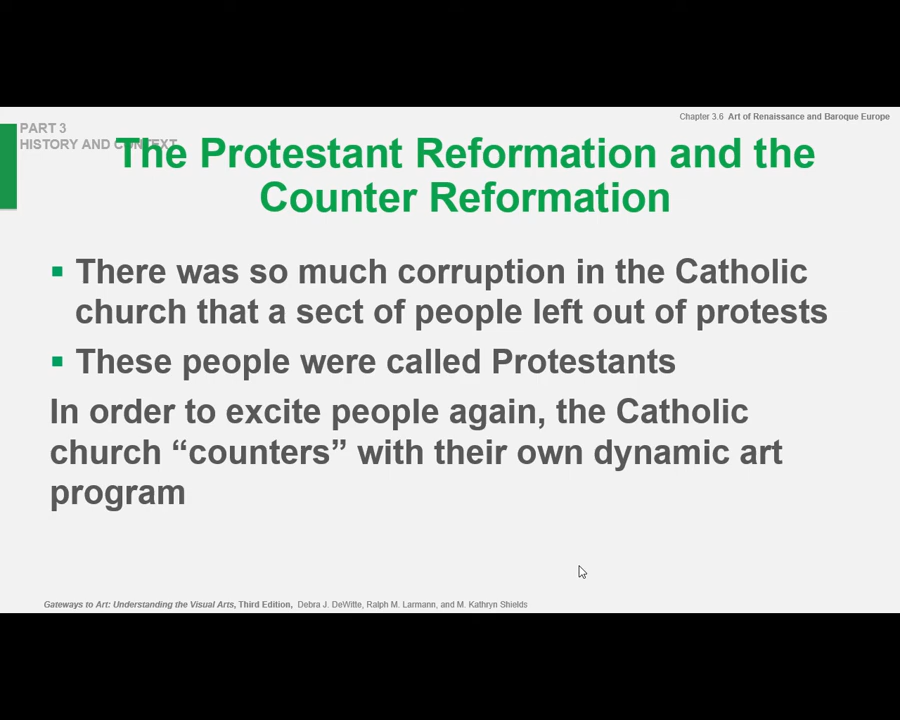 Chapter 3.6 Art of Renaissance and Baroque Europe
PART 3
HISTORY AND CONTEXT
The Protestant Reformation and the
Counter Reformation
▪ There was so much corruption in the Catholic
church that a sect of people left out of protests
▪ These people were called Protestants
In order to excite people again, the Catholic
church “counters” with their own dynamic art
program
Gateways to Art: Understanding the Visual Arts, Third Edition, Debra J. DeWitte, Ralph M. Larmann, and M. Kathryn Shields